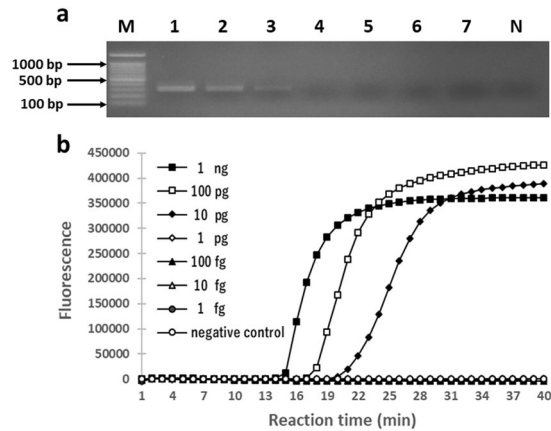 a
M 1 2 3 4 5 6 7 N
1000 bp
500 bp
100 bp
b
450000
400000
350000
300000
250000
200000
150000
100000
50000
0
Fluorescence
1 ng
100 pg
10 pg
1 pg
100 fg
10 fg
1 fg
negative control
1 4 7 10 13 16 19 22 25 28 31 34 37 40
Reaction time (min)